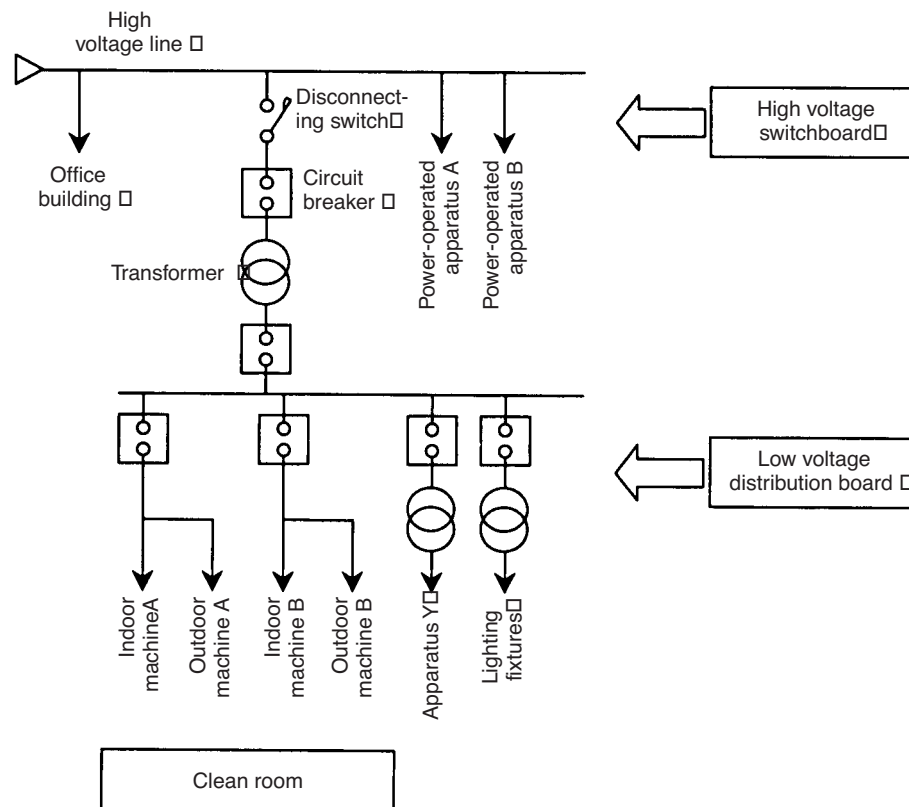 High
voltage line □
Disconnect-
ing switch□
High voltage
switchboard□
Office
building □
Circuit
breaker □
Power-operated
apparatus A
Power-operated
apparatus B
Transformer □
Low voltage
distribution board □
Indoor
machineA
Outdoor
machine A
Indoor
machine B
Outdoor
machine B
Apparatus Y□
Lighting
fixtures□
Clean room